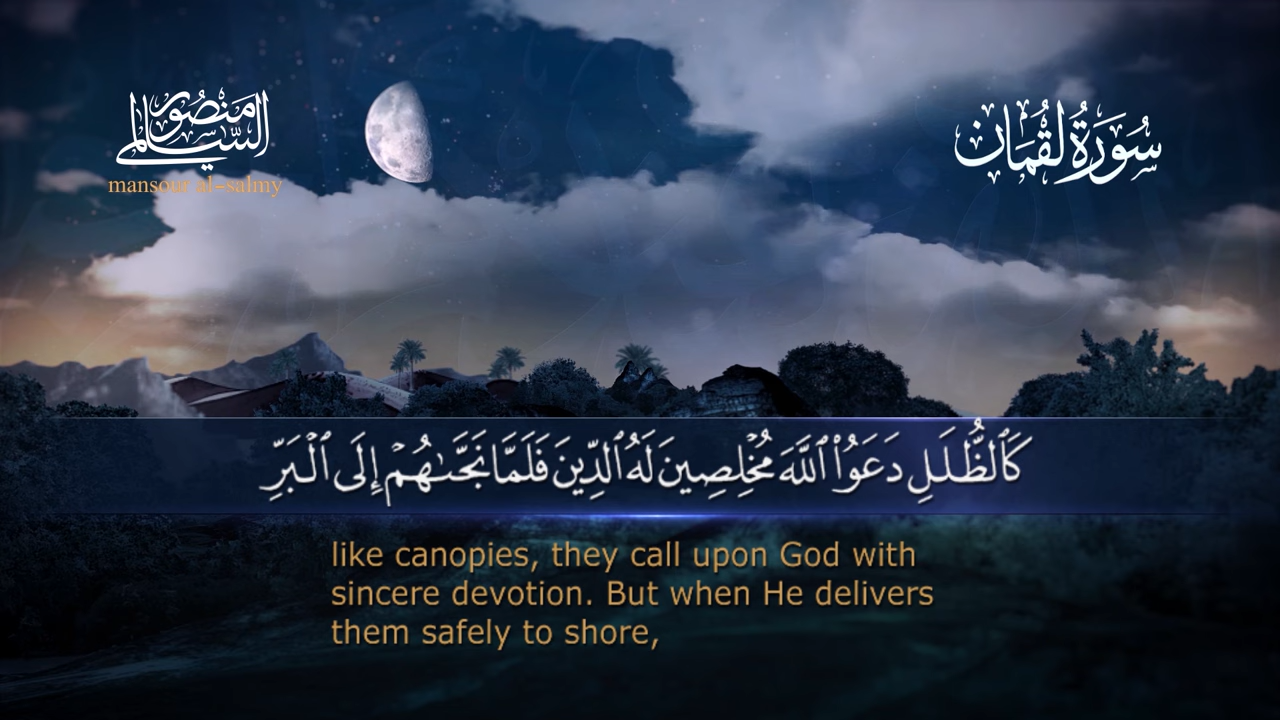 منصور السالمي
mansour al-salmy
سُورَةُ لُقْمَان
كَٱلظُّلَلِ دَعَوُا۟ ٱللَّهَ مُخْلِصِينَ لَهُ ٱلدِّينَ فَلَمَّا نَجَّىٰهُمْ إِلَى ٱلْبَرِّ
like canopies, they call upon God with
sincere devotion. But when He delivers
them safely to shore,